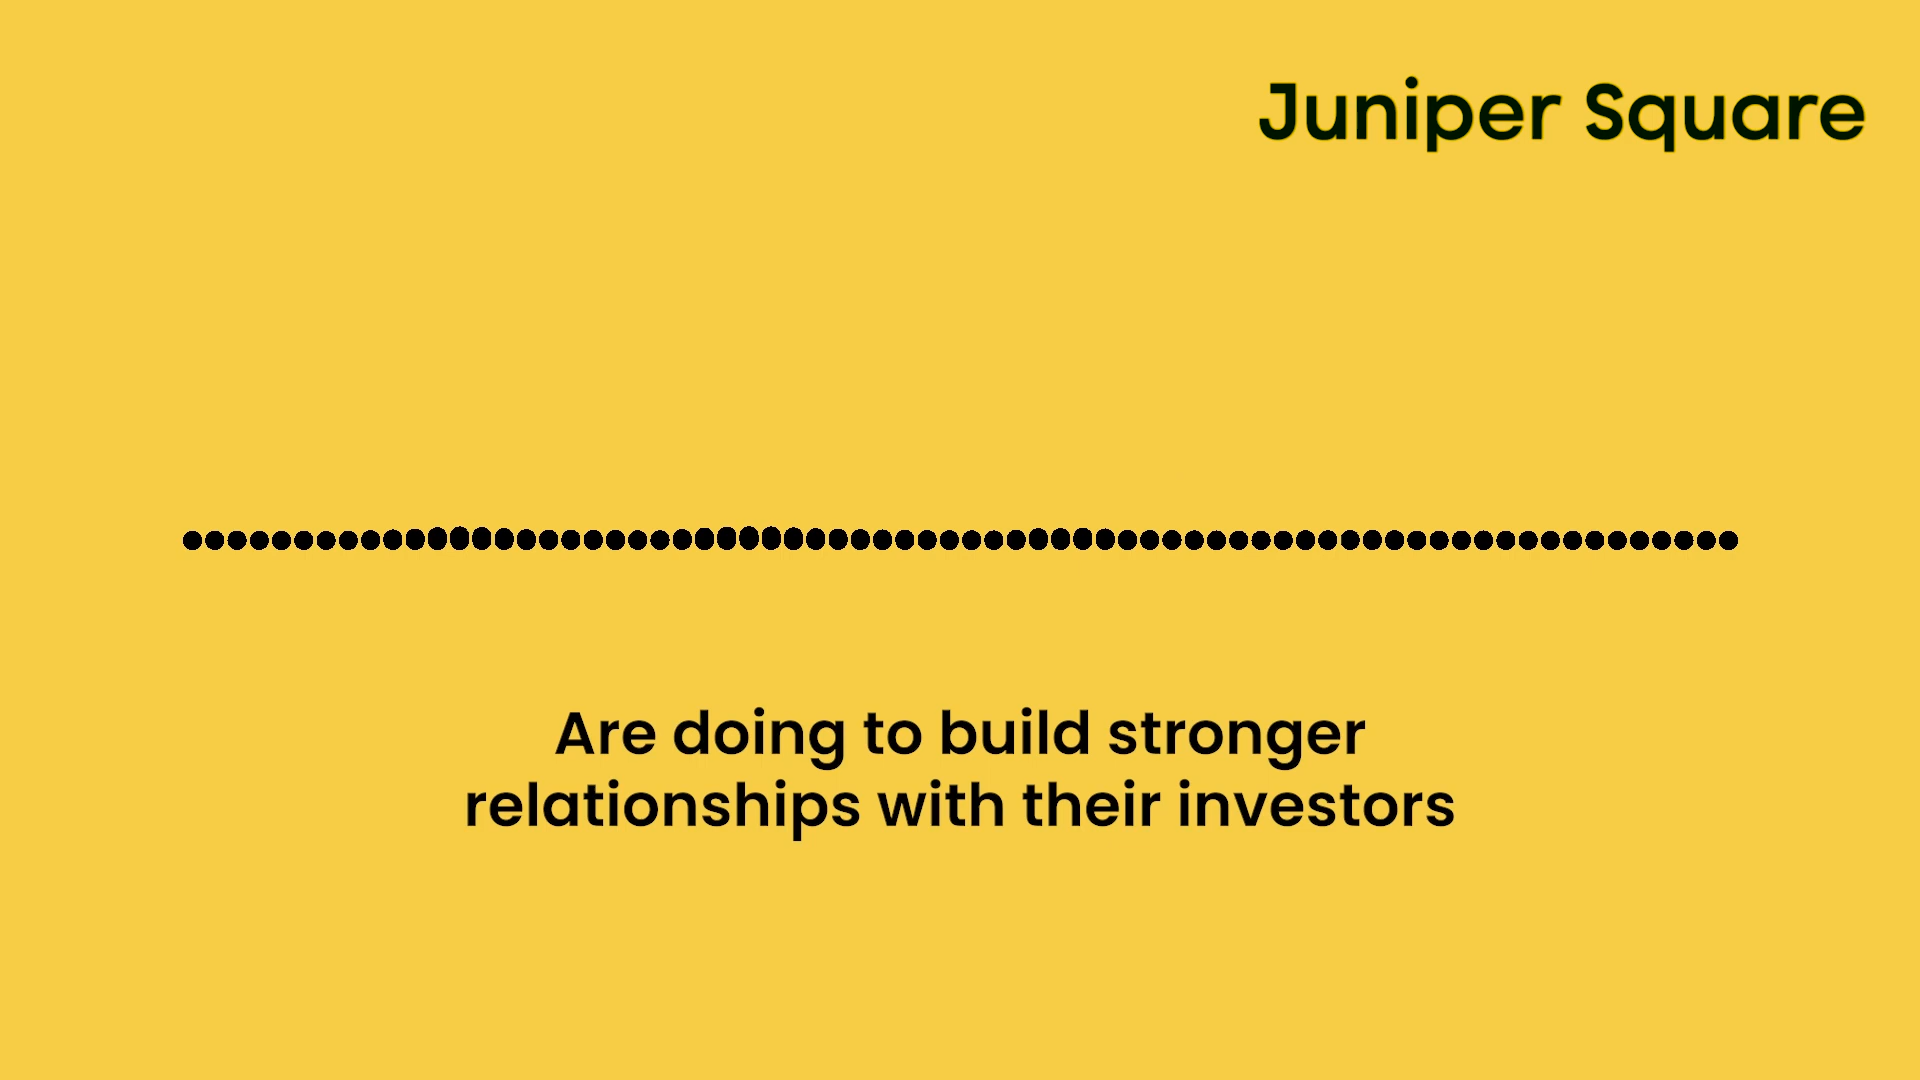 Juniper Square
Are doing to build stronger
relationships with their investors